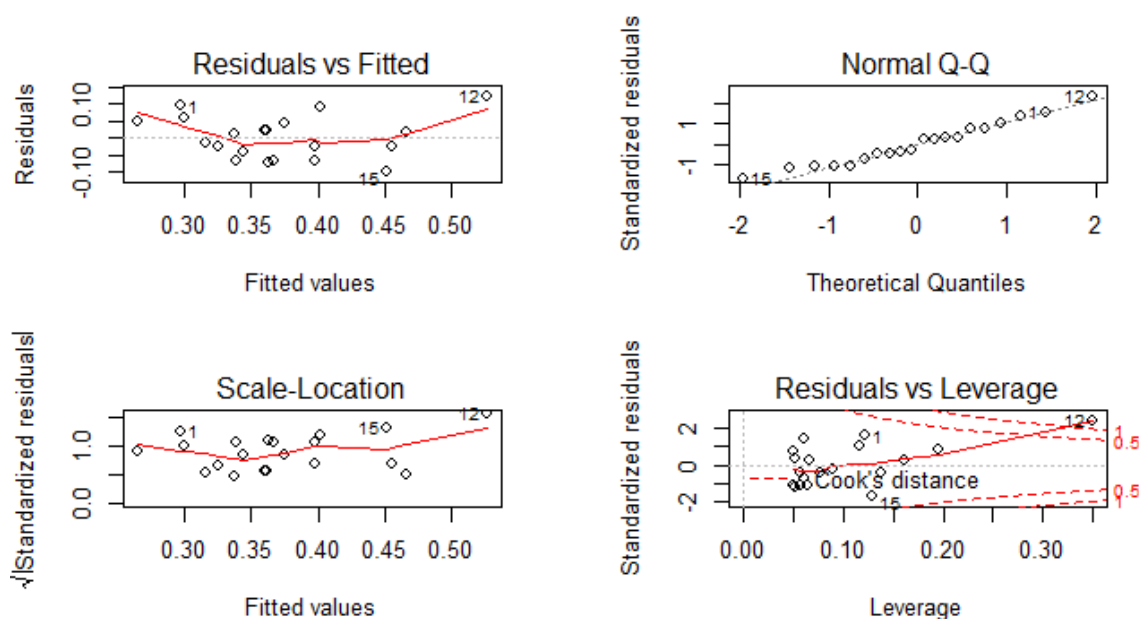 Residuals vs Fitted
Residuals
0.10
-0.10
1
12
15
0.30 0.35 0.40 0.45 0.50
Fitted values
Normal Q-Q
Standardized residuals
1
-1
15
1
12
-2 -1 0 1 2
Theoretical Quantiles
Scale-Location
√|Standardized residuals|
1.0
0.0
1
15
12
0.30 0.35 0.40 0.45 0.50
Fitted values
Residuals vs Leverage
Standardized residuals
2
0
-2
1
12
15
Cook's distance
1
0.5
0.5
1
0.00 0.10 0.20 0.30
Leverage